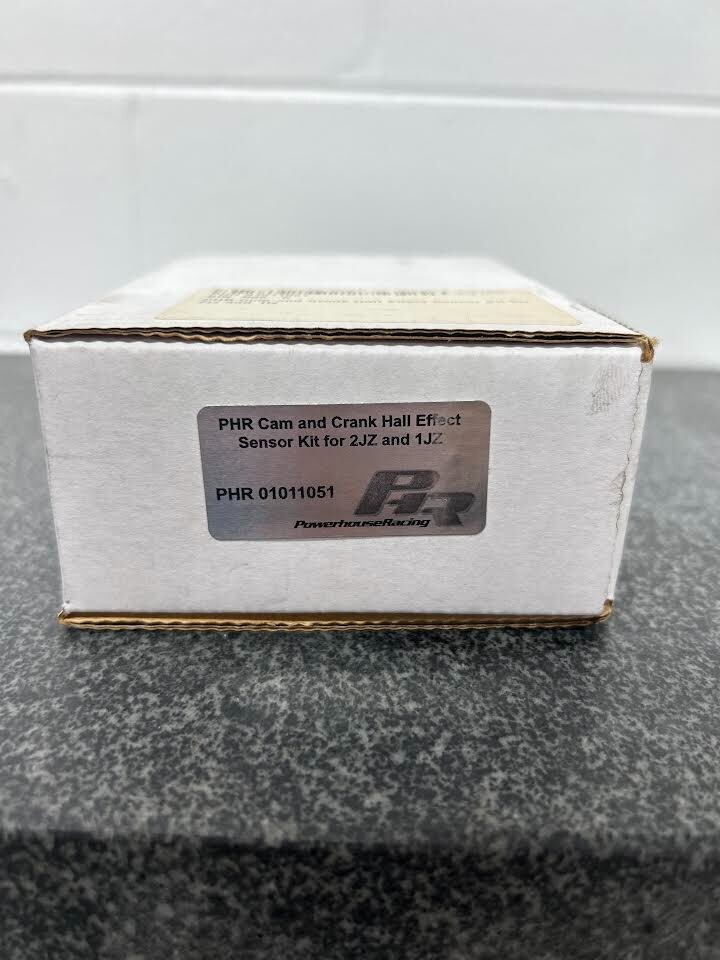 PHR Cam and Crank Hall Effect
Sensor Kit for 2JZ and 1JZ
PHR 01011051
PHR
PowerhouseRacing